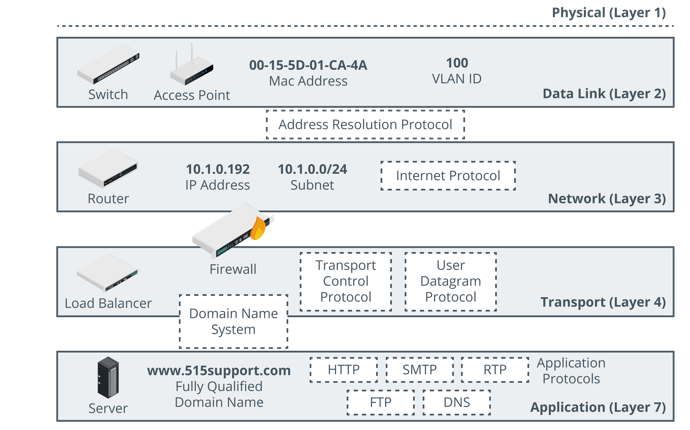 Physical (Layer 1)
00-15-5D-01-CA-4A
Mac Address
100
VLAN ID
Switch
Access Point
Data Link (Layer 2)
Address Resolution Protocol
10.1.0.192
IP Address
10.1.0.0/24
Subnet
Internet Protocol
Router
Network (Layer 3)
Firewall
Transport
Control
Protocol
User
Datagram
Protocol
Load Balancer
Transport (Layer 4)
Domain Name
System
www.515support.com
Fully Qualified
Domain Name
HTTP
SMTP
RTP
Application
Protocols
FTP
DNS
Server
Application (Layer 7)